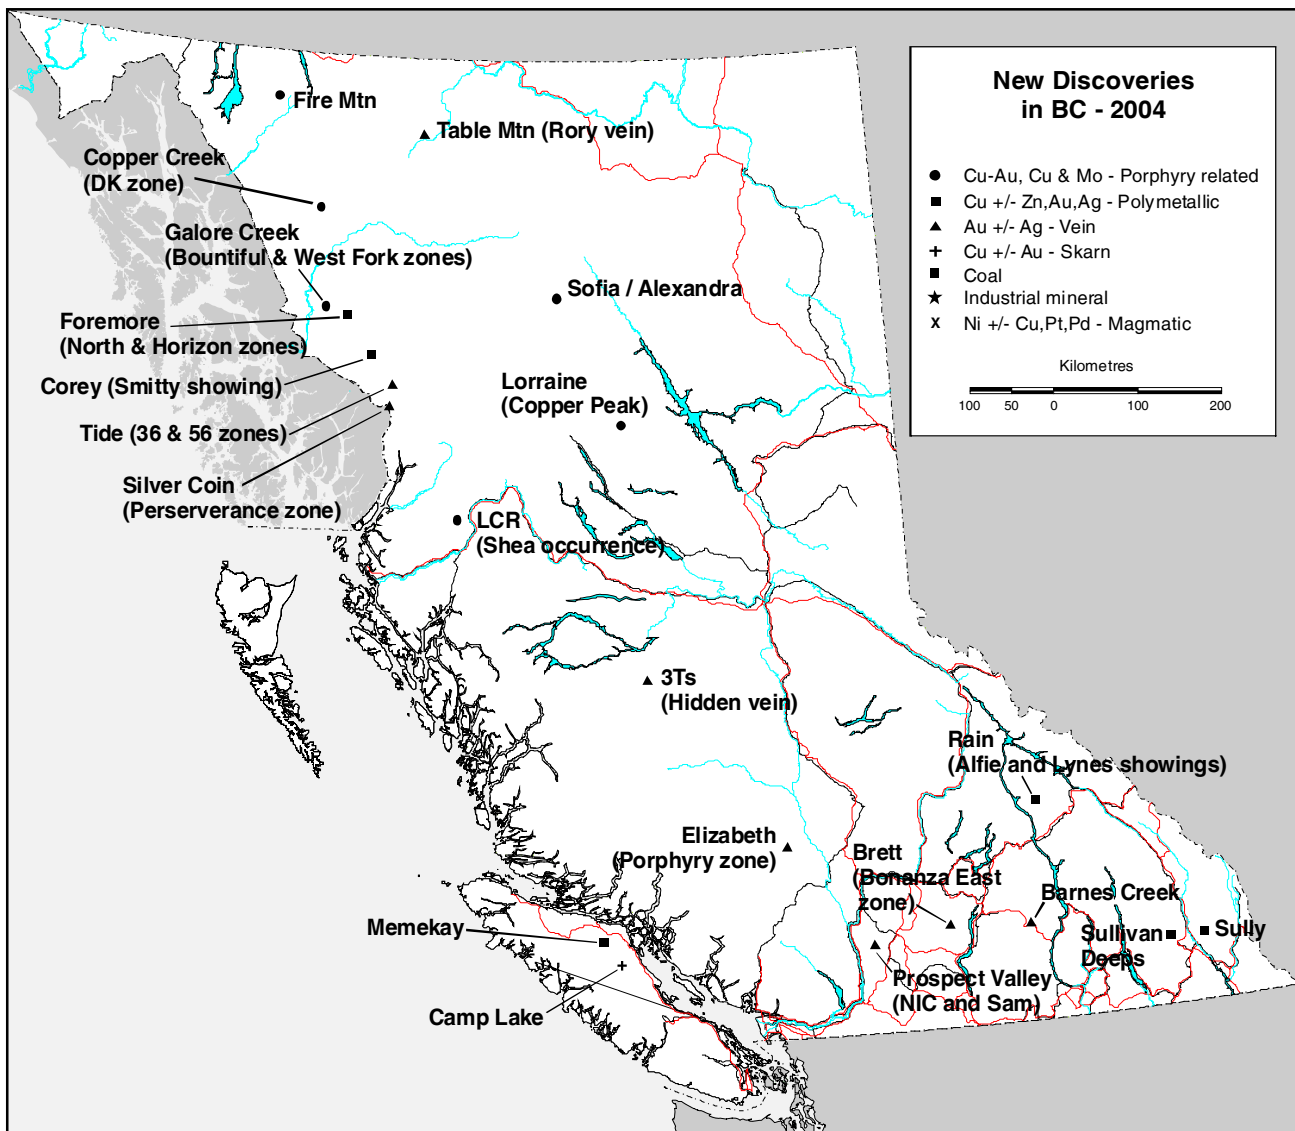 New Discoveries
in BC - 2004
Cu-Au, Cu & Mo - Porphyry related
Cu +/- Zn,Au,Ag - Polymetallic
Au +/- Ag - Vein
Cu +/- Au - Skarn
Coal
Industrial mineral
x Ni +/- Cu,Pt,Pd - Magmatic
Kilometres
100 50 0 100 200
Fire Mtn
Table Mtn (Rory vein)
Copper Creek
(DK zone)
Galore Creek
(Bountiful & West Fork zones)
Sofia / Alexandra
Foremore
(North & Horizon zones)
Corey (Smitty showing)
Lorraine
(Copper Peak)
Tide (36 & 56 zones)
Silver Coin
(Perserverance zone)
LCR
(Shea occurrence)
3Ts
(Hidden vein)
Rain
(Alfie and Lynes showings)
Elizabeth
(Porphyry zone)
Brett
(Bonanza East
zone)
Barnes Creek
Memekay
Sullivan
Deeps
Sully
Prospect Valley
(NIC and Sam)
Camp Lake